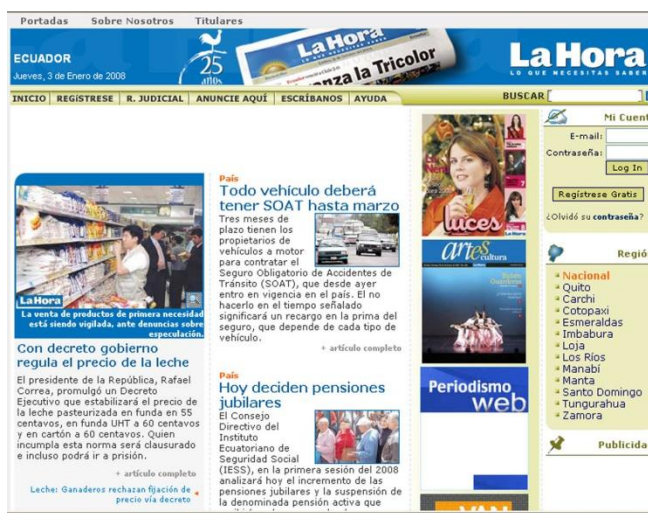 Portadas Sobre Nosotros Titulares
ECUADOR
Jueves, 3 de Enero de 2008
25
años
La Hora
La Hora
LO QUE NECESITAS SABER
nza la Tricolor
INICIO REGíSTRESE R. JUDICIAL ANUNCIE AQUÍ ESCRÍBANOS AYUDA
BUSCAR
La Hora
La venta de productos de primera necesidad
está siendo vigilada, ante denuncias sobre
especulación.
Con decreto gobierno
regula el precio de la leche
El presidente de la República, Rafael
Correa, promulgó un Decreto
Ejecutivo que estabilizará el precio de
la leche pasteurizada en funda en 55
centavos, en funda UHT a 60 centavos
y en cartón a 60 centavos. Quien
incumpla esta norma será clausurado
e incluso podrá ir a prisión.
+ artículo completo
Leche: Ganaderos rechazan fijación de
precio vía decreto
País
Todo vehículo deberá
tener SOAT hasta marzo
Tres meses de
plazo tienen los
propietarios de
vehículos a motor
para contratar el
Seguro Obligatorio de Accidentes de
Tránsito (SOAT), que desde ayer
entro en vigencia en el país. El no
hacerlo en el tiempo señalado
significará un recargo en la prima del
seguro, que depende de cada tipo de
vehículo.
+ artículo completo
País
Hoy deciden pensiones
jubilares
El Consejo
Directivo del
Instituto
Ecuatoriano de
Seguridad Social
(IESS), en la primera sesión del 2008
analizará hoy el incremento de las
pensiones jubilares y la suspensión de
la denominada pensión activa que
luces
La Hora
artes
cultura
Periodismo
web
Mi Cuent
E-mail:
Contraseña:
Log In
Regístrese Gratis
¿Olvidó su contraseña?
Regió
Nacional
Quito
Carchi
Cotopaxi
Esmeraldas
Imbabura
Loja
Los Ríos
Manabí
Manta
Santo Domingo
Tungurahua
Zamora
Publicida